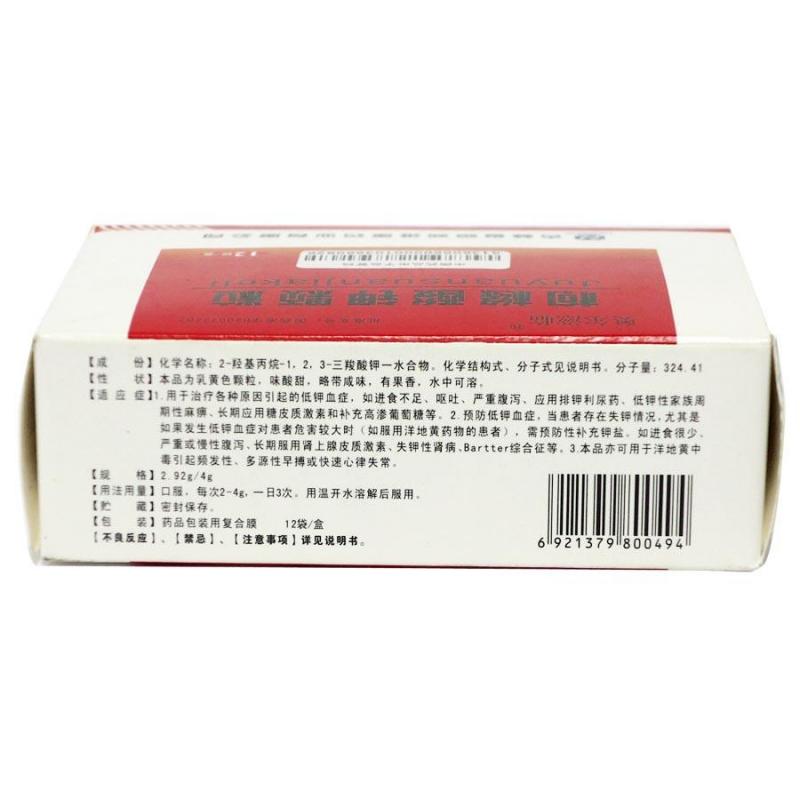 柠檬酸钾颗粒
Juyuansuanjiakeli
奥尔芬临
【成 份】化学名称: 2-羟基丙烷-1, 2, 3-三羧酸钾一水合物。化学结构式、分子式见说明书。分子量: 324.41
【性 状】本品为乳黄色颗粒, 味酸甜, 略带咸味, 有果香, 水中可溶。
【适 应 症】1.用于治疗各种原因引起的低钾血症, 如进食不足、呕吐、严重腹泻、应用排钾利尿药、低钾性家族周
期性麻痹、长期应用糖皮质激素和补充高渗葡萄糖等。2.预防低钾血症, 当患者存在失钾情况, 尤其是
如果发生低钾血症对患者危害较大时（如服用洋地黄药物的患者）, 需预防性补充钾盐。如进食很少、
严重或慢性腹泻、长期服用肾上腺皮质激素、失钾性肾病、Bartter综合征等。3.本品亦可用于洋地黄中
毒引起频发性、多源性早搏或快速心律失常。
【规 格】2.92g/4g
【用法用量】口服, 每次2-4g, 一日3次。用温开水溶解后服用。
【贮 藏】密封保存。
【包 装】药品包装用复合膜 12袋/盒
【不良反应】、【禁忌】、【注意事项】详见说明书。
6 921379 800494